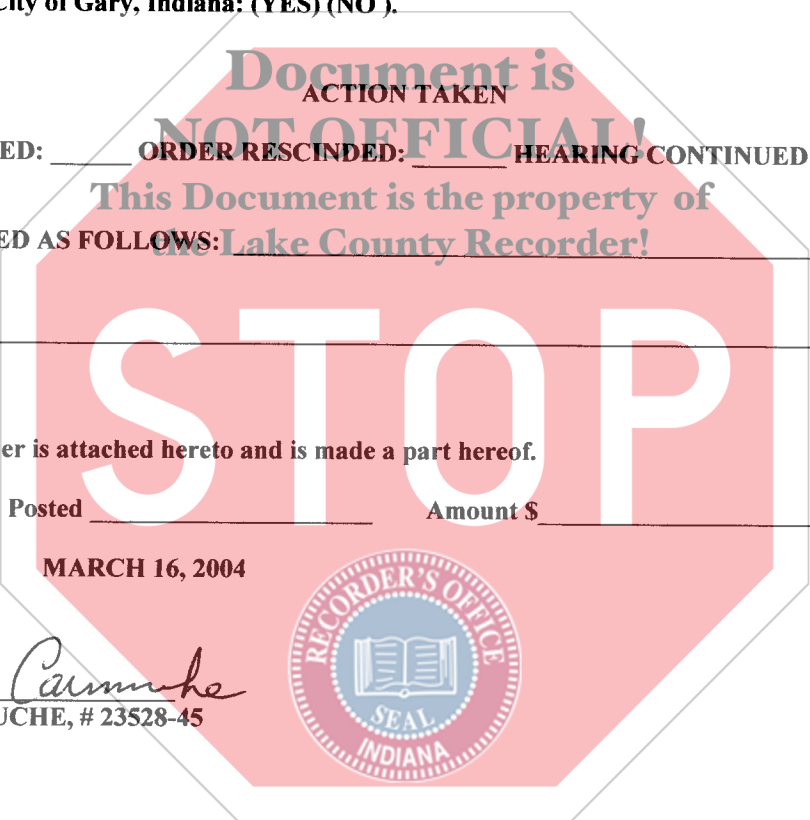 City of Gary, Indiana: (YES) (NO ).
Document is
ACTION TAKEN
NOT OFFICIAL!
ED: ______ ORDER RESCINDED: _______ HEARING CONTINUED
This Document is the property of
ED AS FOLLOWS:
the Lake County Recorder!
STOP
er is attached hereto and is made a part hereof.
Posted ____________________ Amount $____________________
MARCH 16, 2004
RECORDER'S OFFICE
SEAL
INDIANA
UCHE, # 23528-45